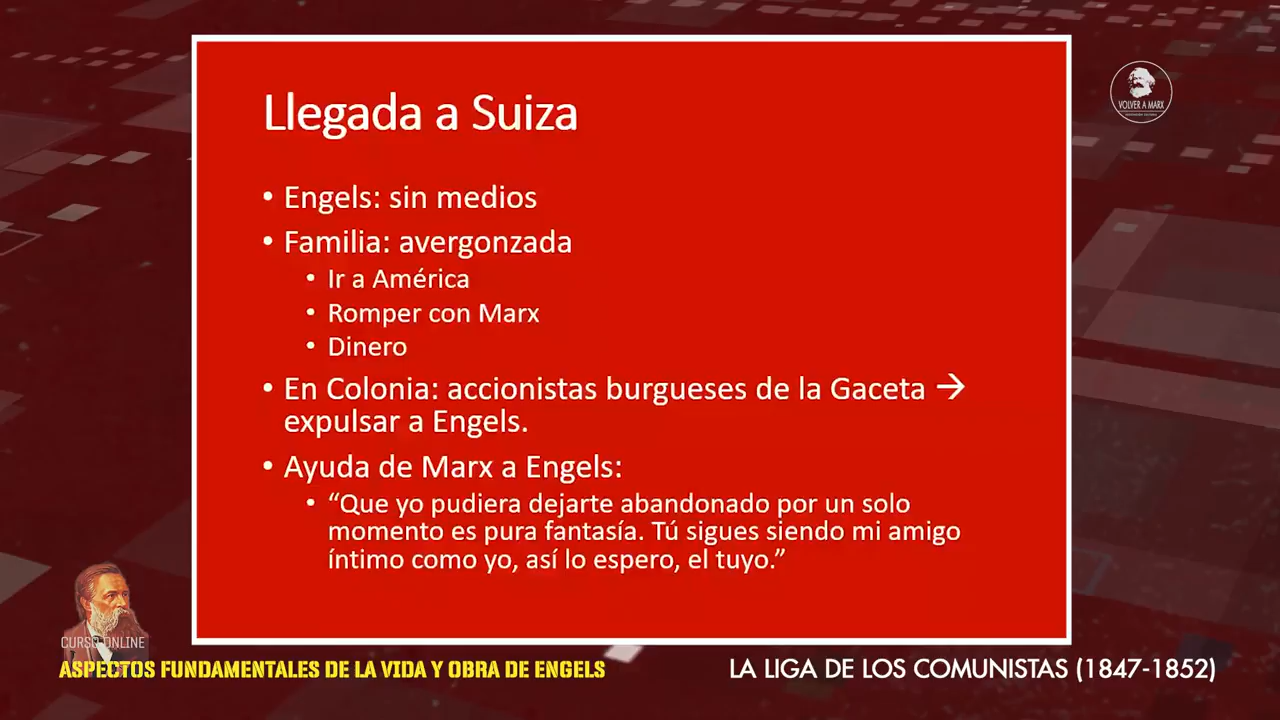 Llegada a Suiza
VOLVER A MARX
• Engels: sin medios
• Familia: avergonzada
• Ir a América
• Romper con Marx
• Dinero
• En Colonia: accionistas burgueses de la Gaceta →
expulsar a Engels.
• Ayuda de Marx a Engels:
• “Que yo pudiera dejarte abandonado por un solo
momento es pura fantasía. Tú sigues siendo mi amigo
íntimo como yo, así lo espero, el tuyo.”
CURSO ONLINE
ASPECTOS FUNDAMENTALES DE LA VIDA Y OBRA DE ENGELS
LA LIGA DE LOS COMUNISTAS (1847-1852)